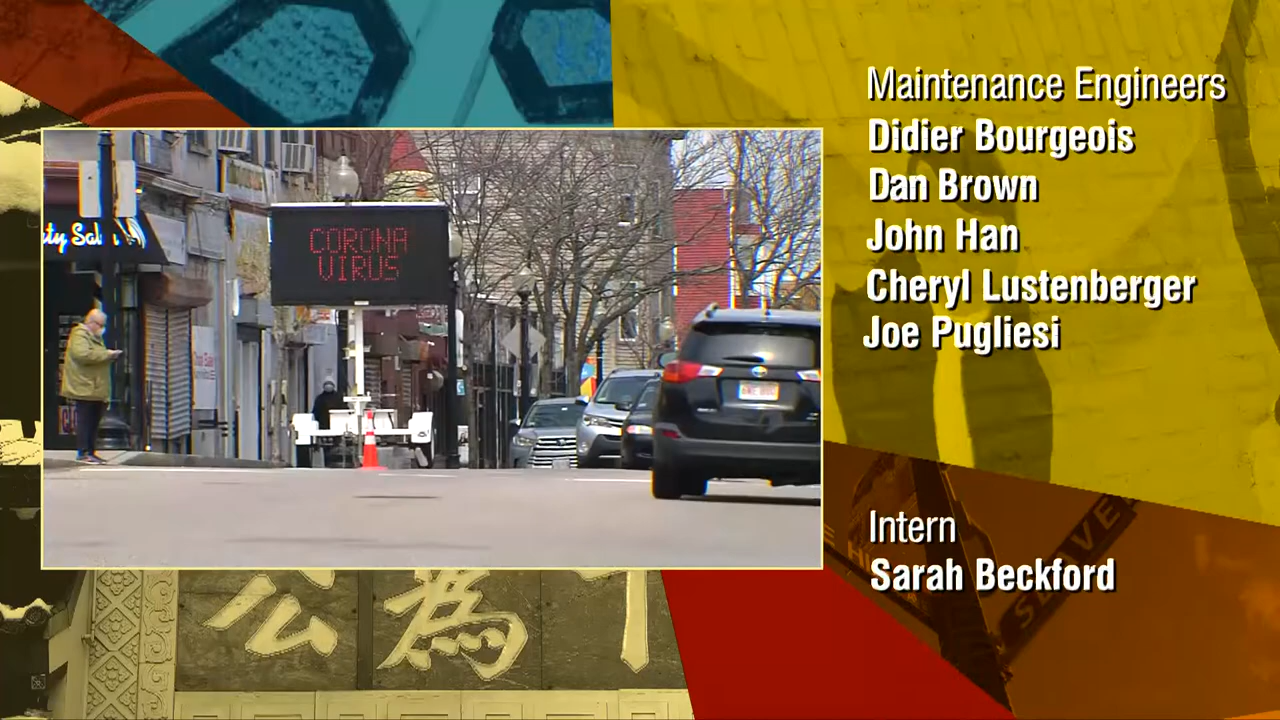 Maintenance Engineers
Didier Bourgeois
Dan Brown
John Han
Cheryl Lustenberger
Joe Pugliesi
CORONA
VIRUS
Intern
Sarah Beckford
公為下